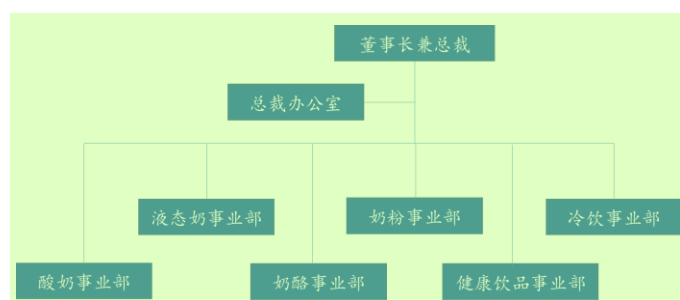 董事长兼总裁
总裁办公室
液态奶事业部
奶粉事业部
冷饮事业部
酸奶事业部
奶酪事业部
健康饮品事业部